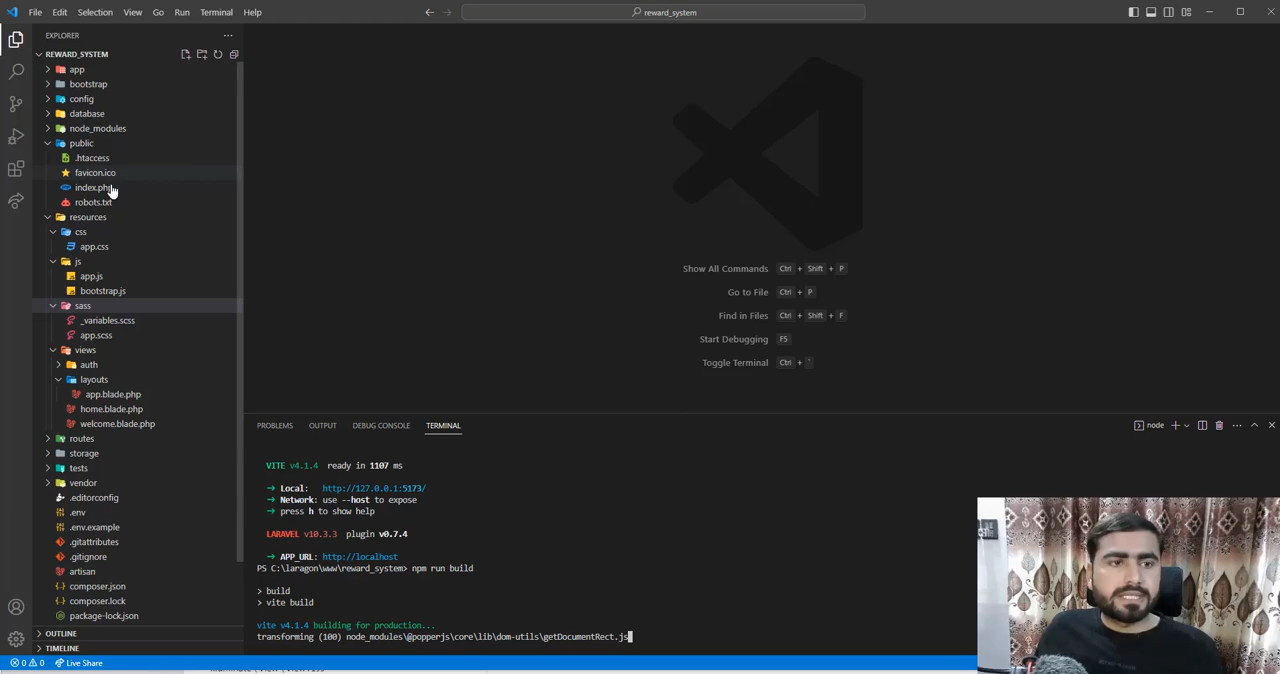 File Edit Selection View Go Run Terminal Help
reward_system
EXPLORER
REWARD_SYSTEM
app
bootstrap
config
database
node_modules
public
.htaccess
favicon.ico
index.php
robots.txt
resources
css
app.css
js
app.js
bootstrap.js
sass
_variables.scss
app.scss
views
auth
layouts
app.blade.php
home.blade.php
welcome.blade.php
routes
storage
tests
vendor
.editorconfig
.env
.env.example
.gitattributes
.gitignore
artisan
composer.json
composer.lock
package-lock.json
OUTLINE
TIMELINE
Show All Commands Ctrl + Shift + P
Go to File Ctrl + P
Find in Files Ctrl + Shift + F
Start Debugging F5
Toggle Terminal Ctrl + `
PROBLEMS OUTPUT DEBUG CONSOLE TERMINAL
node
VITE v4.1.4 ready in 1107 ms
→ Local: http://127.0.0.1:5173/
→ Network: use --host to expose
→ press h to show help
LARAVEL v10.3.3 plugin v0.7.4
→ APP_URL: http://localhost
PS C:\laragon\www\reward_system> npm run build
> build
> vite build
vite v4.1.4 building for production...
transforming (100) node_modules\@popperjs\core\lib\dom-utils\getDocumentRect.js
0 0 Live Share